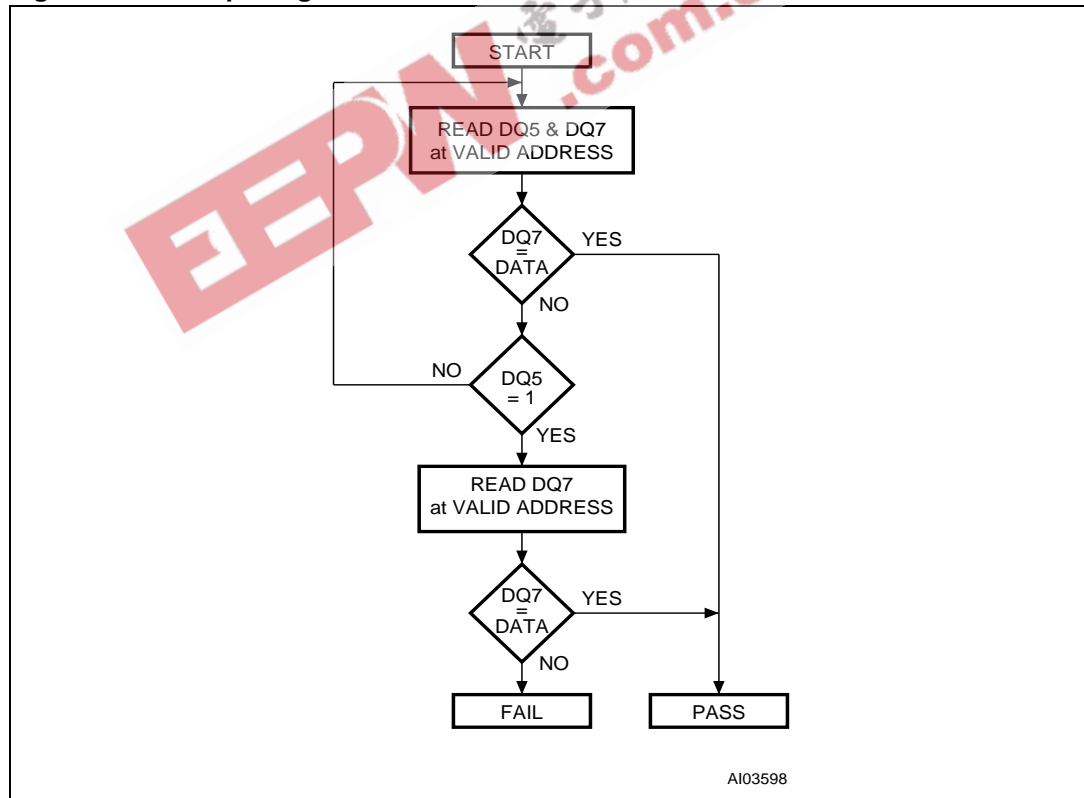 START
READ DQ5 & DQ7
at VALID ADDRESS
DQ7
=
DATA
YES
NO
DQ5
= 1
NO
YES
READ DQ7
at VALID ADDRESS
DQ7
=
DATA
YES
NO
FAIL
PASS
AI03598
EEPW
.com.